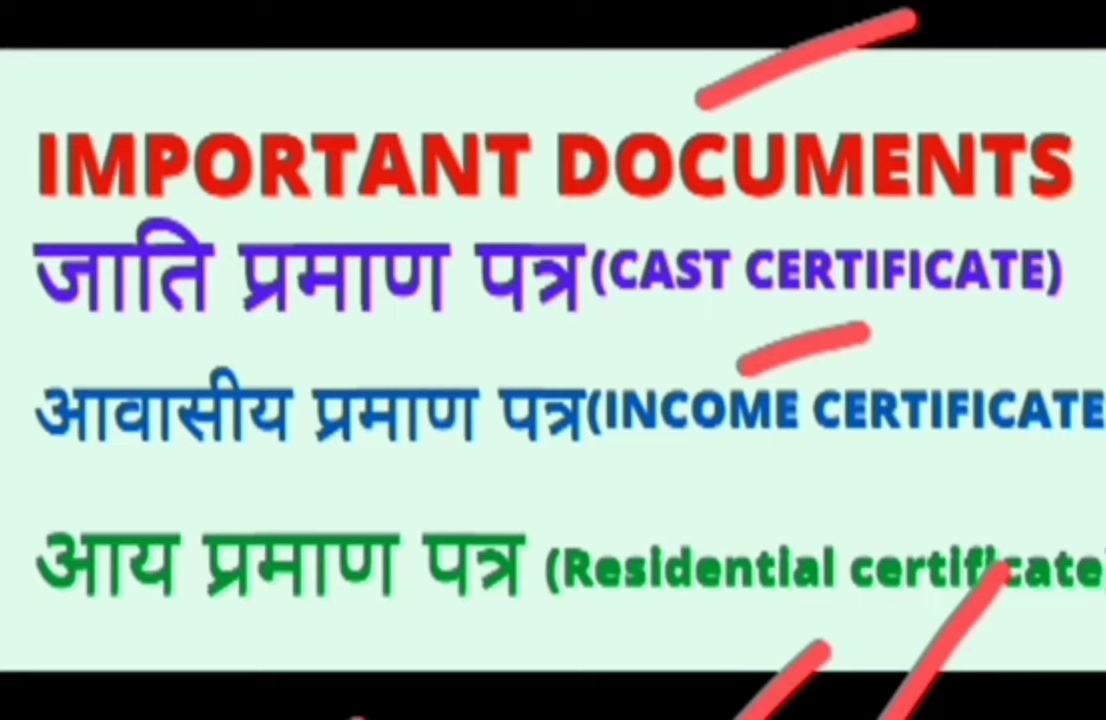 IMPORTANT DOCUMENTS
जाति प्रमाण पत्र(CAST CERTIFICATE)
आवासीय प्रमाण पत्र(INCOME CERTIFICATE
आय प्रमाण पत्र (Residential certificate)